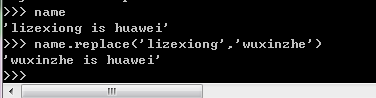 >>> name
'lizexiong is huawei'
>>> name.replace('lizexiong','wuxinzhe')
'wuxinzhe is huawei'
>>>